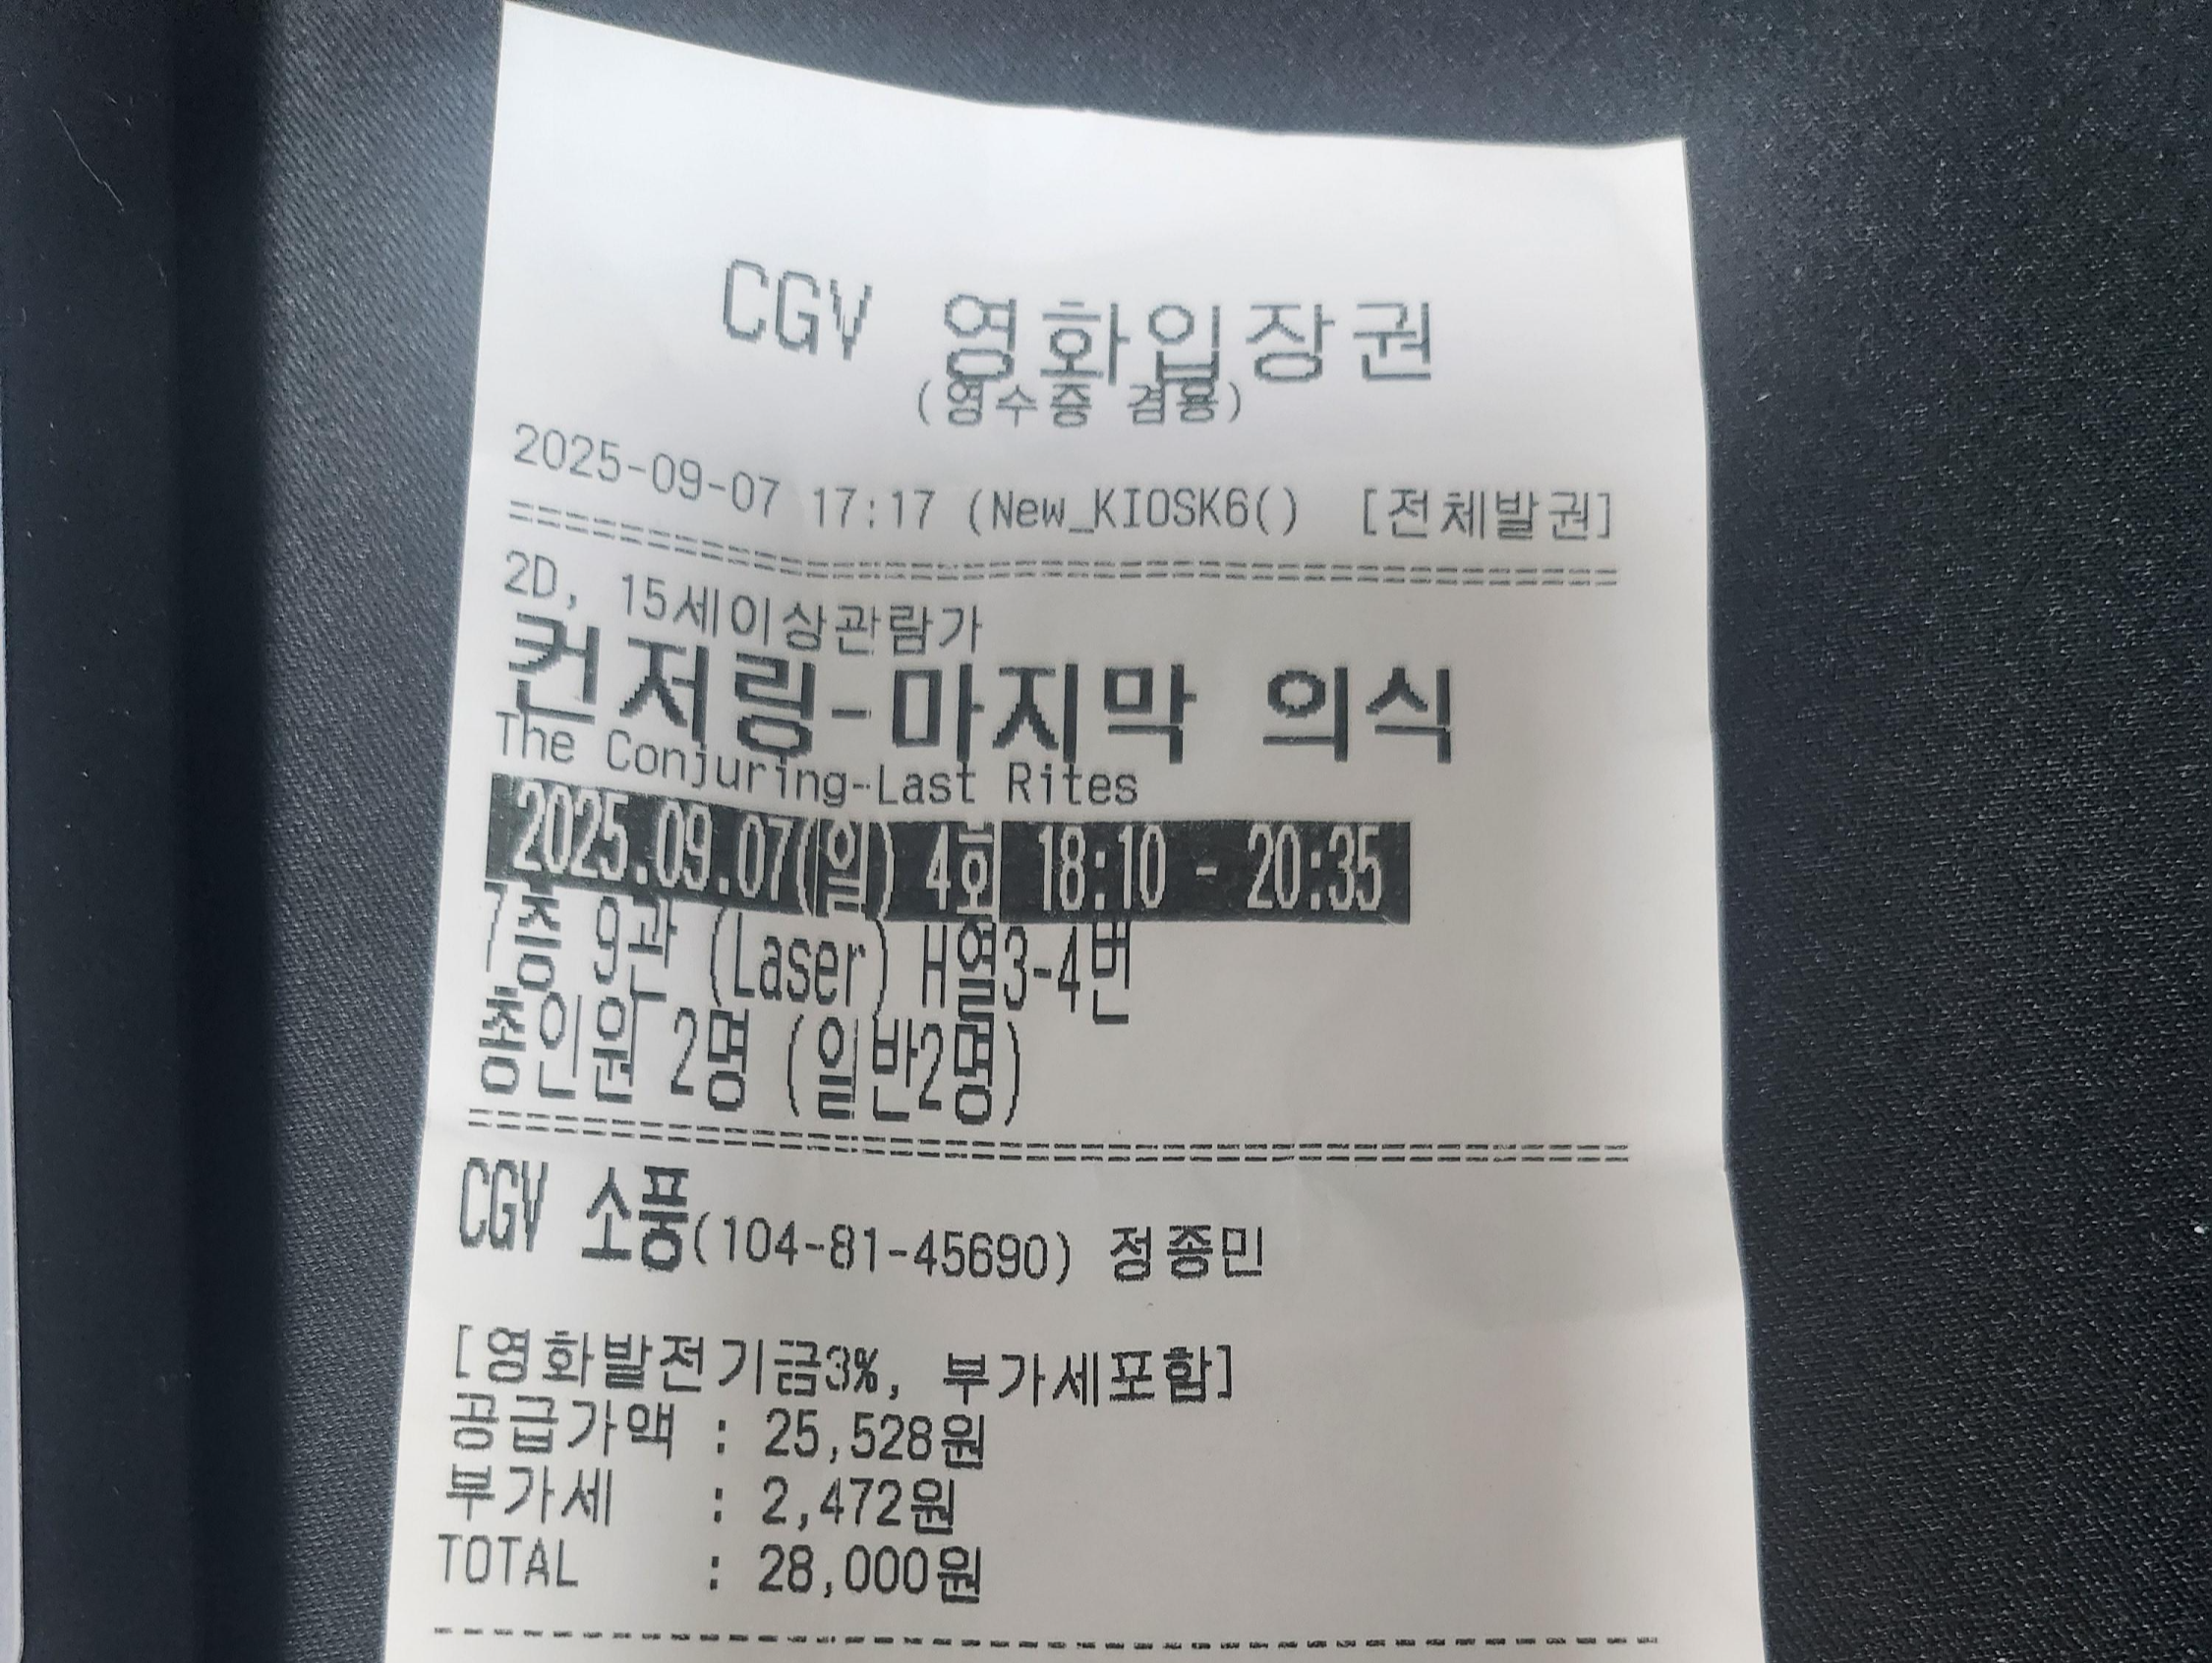 CGV 영화입장권
(영수증 겸용)
2025-09-07 17:17 (New_KIOSK6() [전체발권]
2D, 15세이상관람가
컨저링-마지막 의식
The Conjuring-Last Rites
2025.09.07(일) 4회 18:10 - 20:35
7층 9관 (Laser) H열3-4번
총인원 2명 (일반2명)
CGV 소풍(104-81-45690) 정종민
[영화발전기금3%, 부가세포함]
공급가액 : 25,528원
부가세 : 2,472원
TOTAL : 28,000원